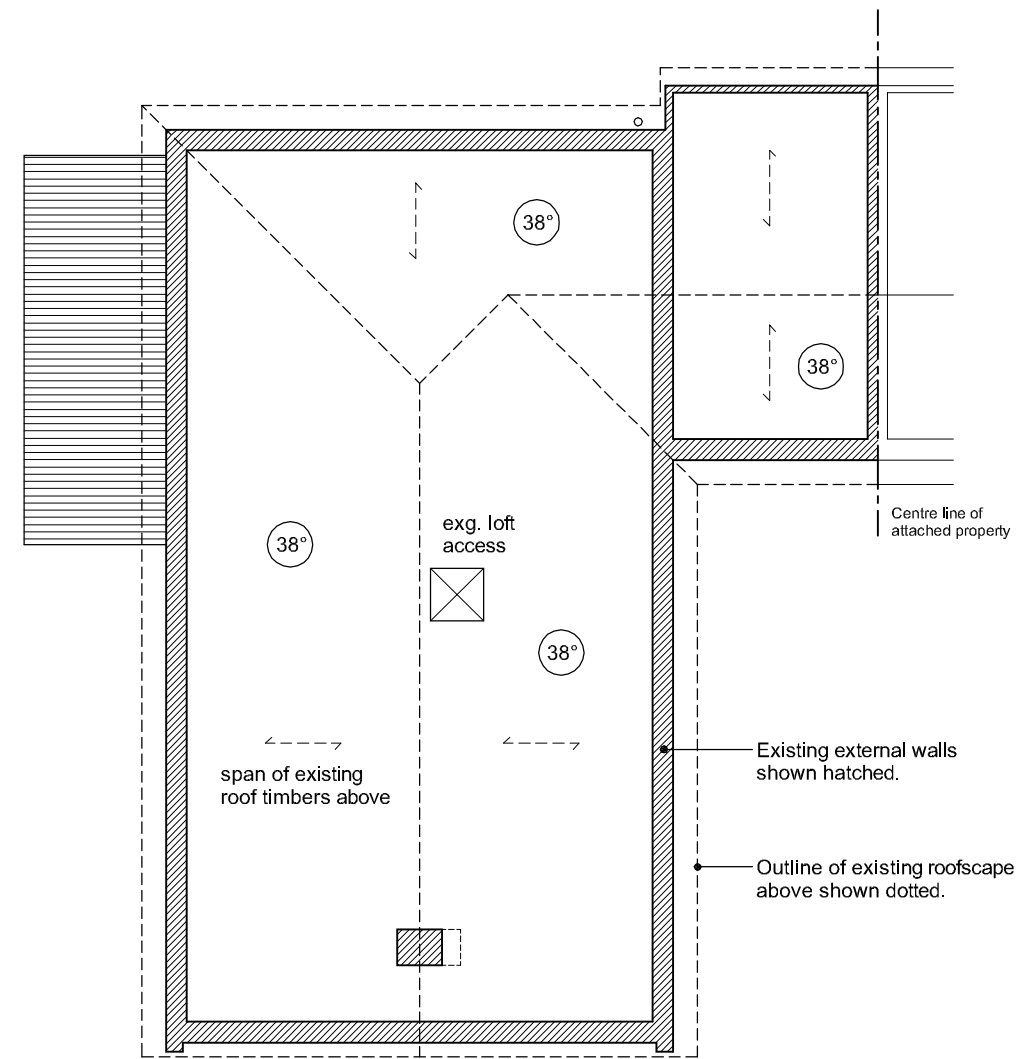 38°
38°
Centre line of
attached property
exg. loft
access
38°
38°
Existing external walls
shown hatched.
span of existing
roof timbers above
Outline of existing roofscape
above shown dotted.